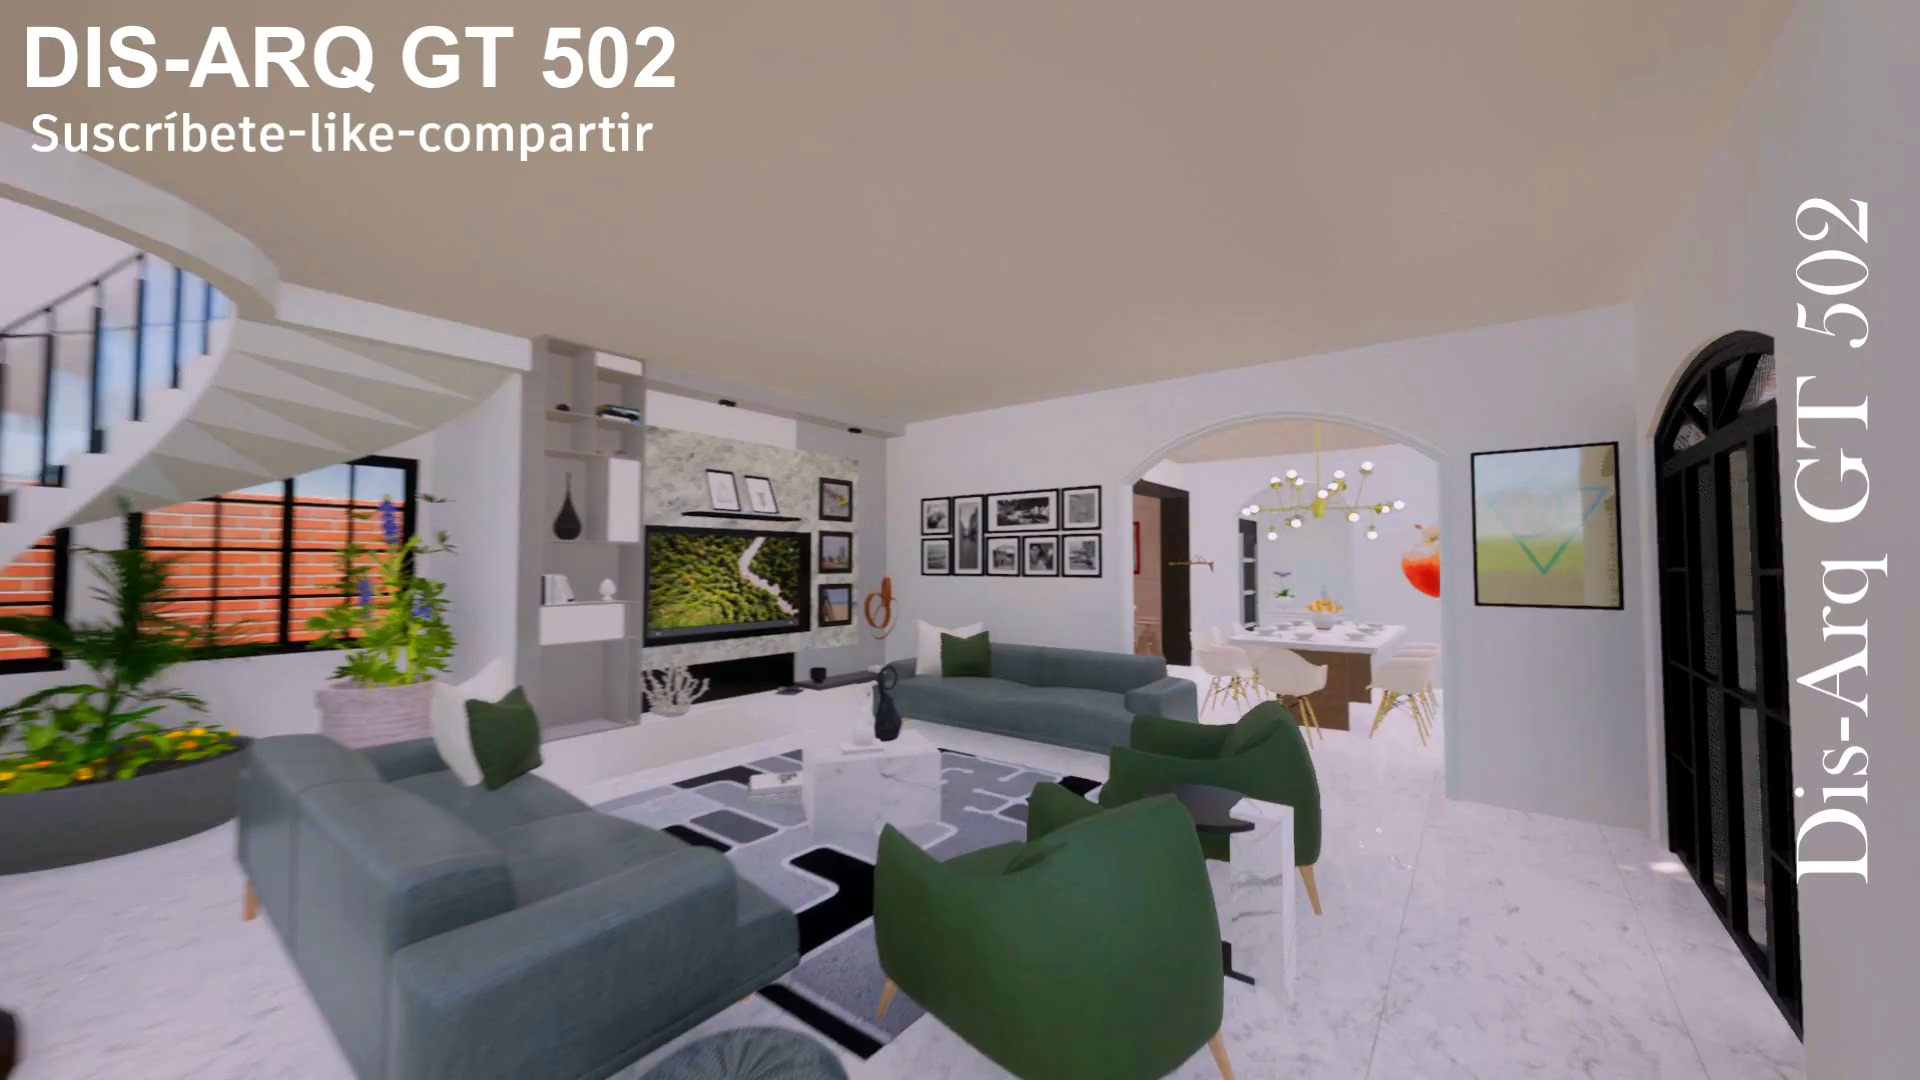 DIS-ARQ GT 502
Suscríbete-like-compartir
Dis-Arq GT 502